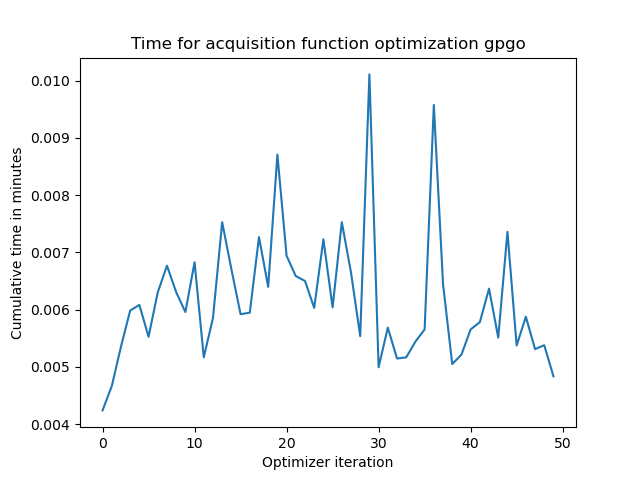 Time for acquisition function optimization gpgo
0.010
0.009
0.008
0.007
0.006
0.005
0.004
Cumulative time in minutes
0 10 20 30 40 50
Optimizer iteration